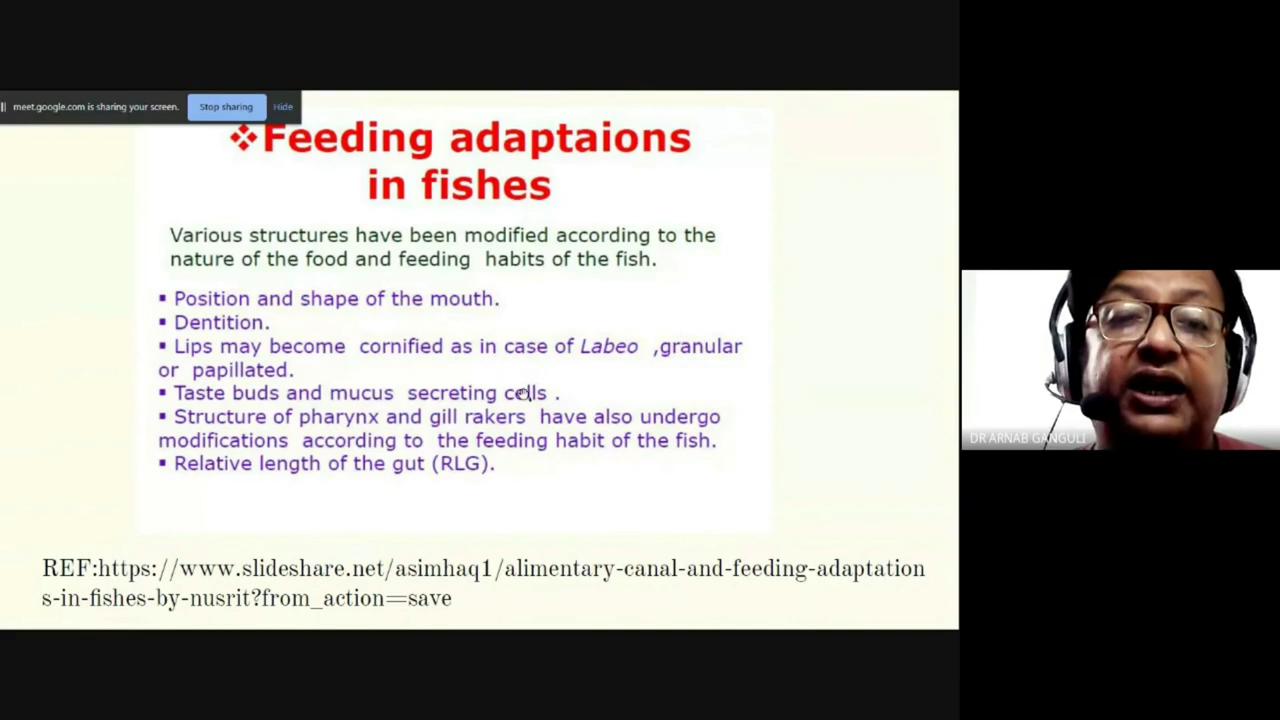 meet.google.com is sharing your screen.
Stop sharing
Hide
❖Feeding adaptaions
in fishes
Various structures have been modified according to the
nature of the food and feeding habits of the fish.
▪ Position and shape of the mouth.
▪ Dentition.
▪ Lips may become cornified as in case of Labeo ,granular
or papillated.
▪ Taste buds and mucus secreting cells .
▪ Structure of pharynx and gill rakers have also undergo
modifications according to the feeding habit of the fish.
▪ Relative length of the gut (RLG).
REF:https://www.slideshare.net/asimhaq1/alimentary-canal-and-feeding-adaptation
s-in-fishes-by-nusrit?from_action=save
DR ARNAB GANGULI